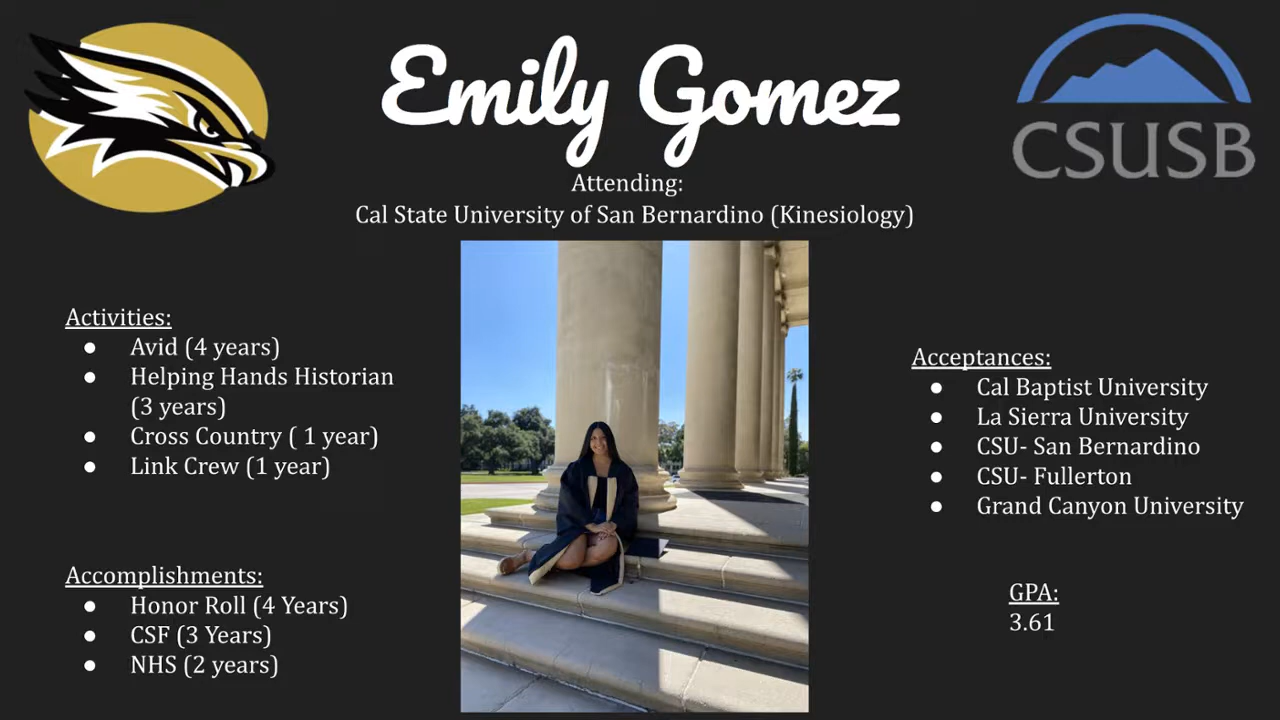 Emily Gomez
CSUSB
Attending:
Cal State University of San Bernardino (Kinesiology)
Activities:
● Avid (4 years)
● Helping Hands Historian
(3 years)
● Cross Country ( 1 year)
● Link Crew (1 year)
Accomplishments:
● Honor Roll (4 Years)
● CSF (3 Years)
● NHS (2 years)
Acceptances:
● Cal Baptist University
● La Sierra University
● CSU- San Bernardino
● CSU- Fullerton
● Grand Canyon University
GPA:
3.61